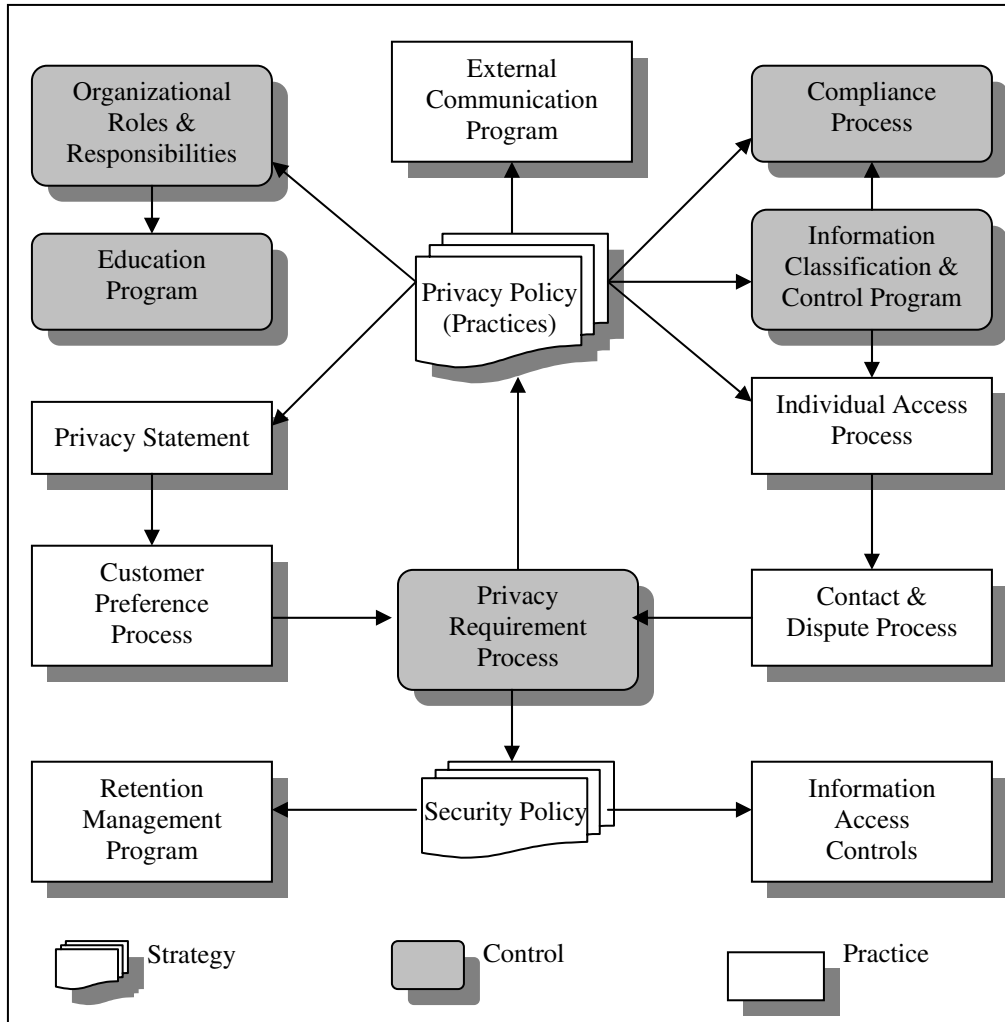 Organizational
Roles &
Responsibilities
External
Communication
Program
Compliance
Process
Education
Program
Privacy Policy
(Practices)
Information
Classification &
Control Program
Privacy Statement
Individual Access
Process
Customer
Preference
Process
Privacy
Requirement
Process
Contact &
Dispute Process
Retention
Management
Program
Security Policy
Information
Access
Controls
Strategy
Control
Practice